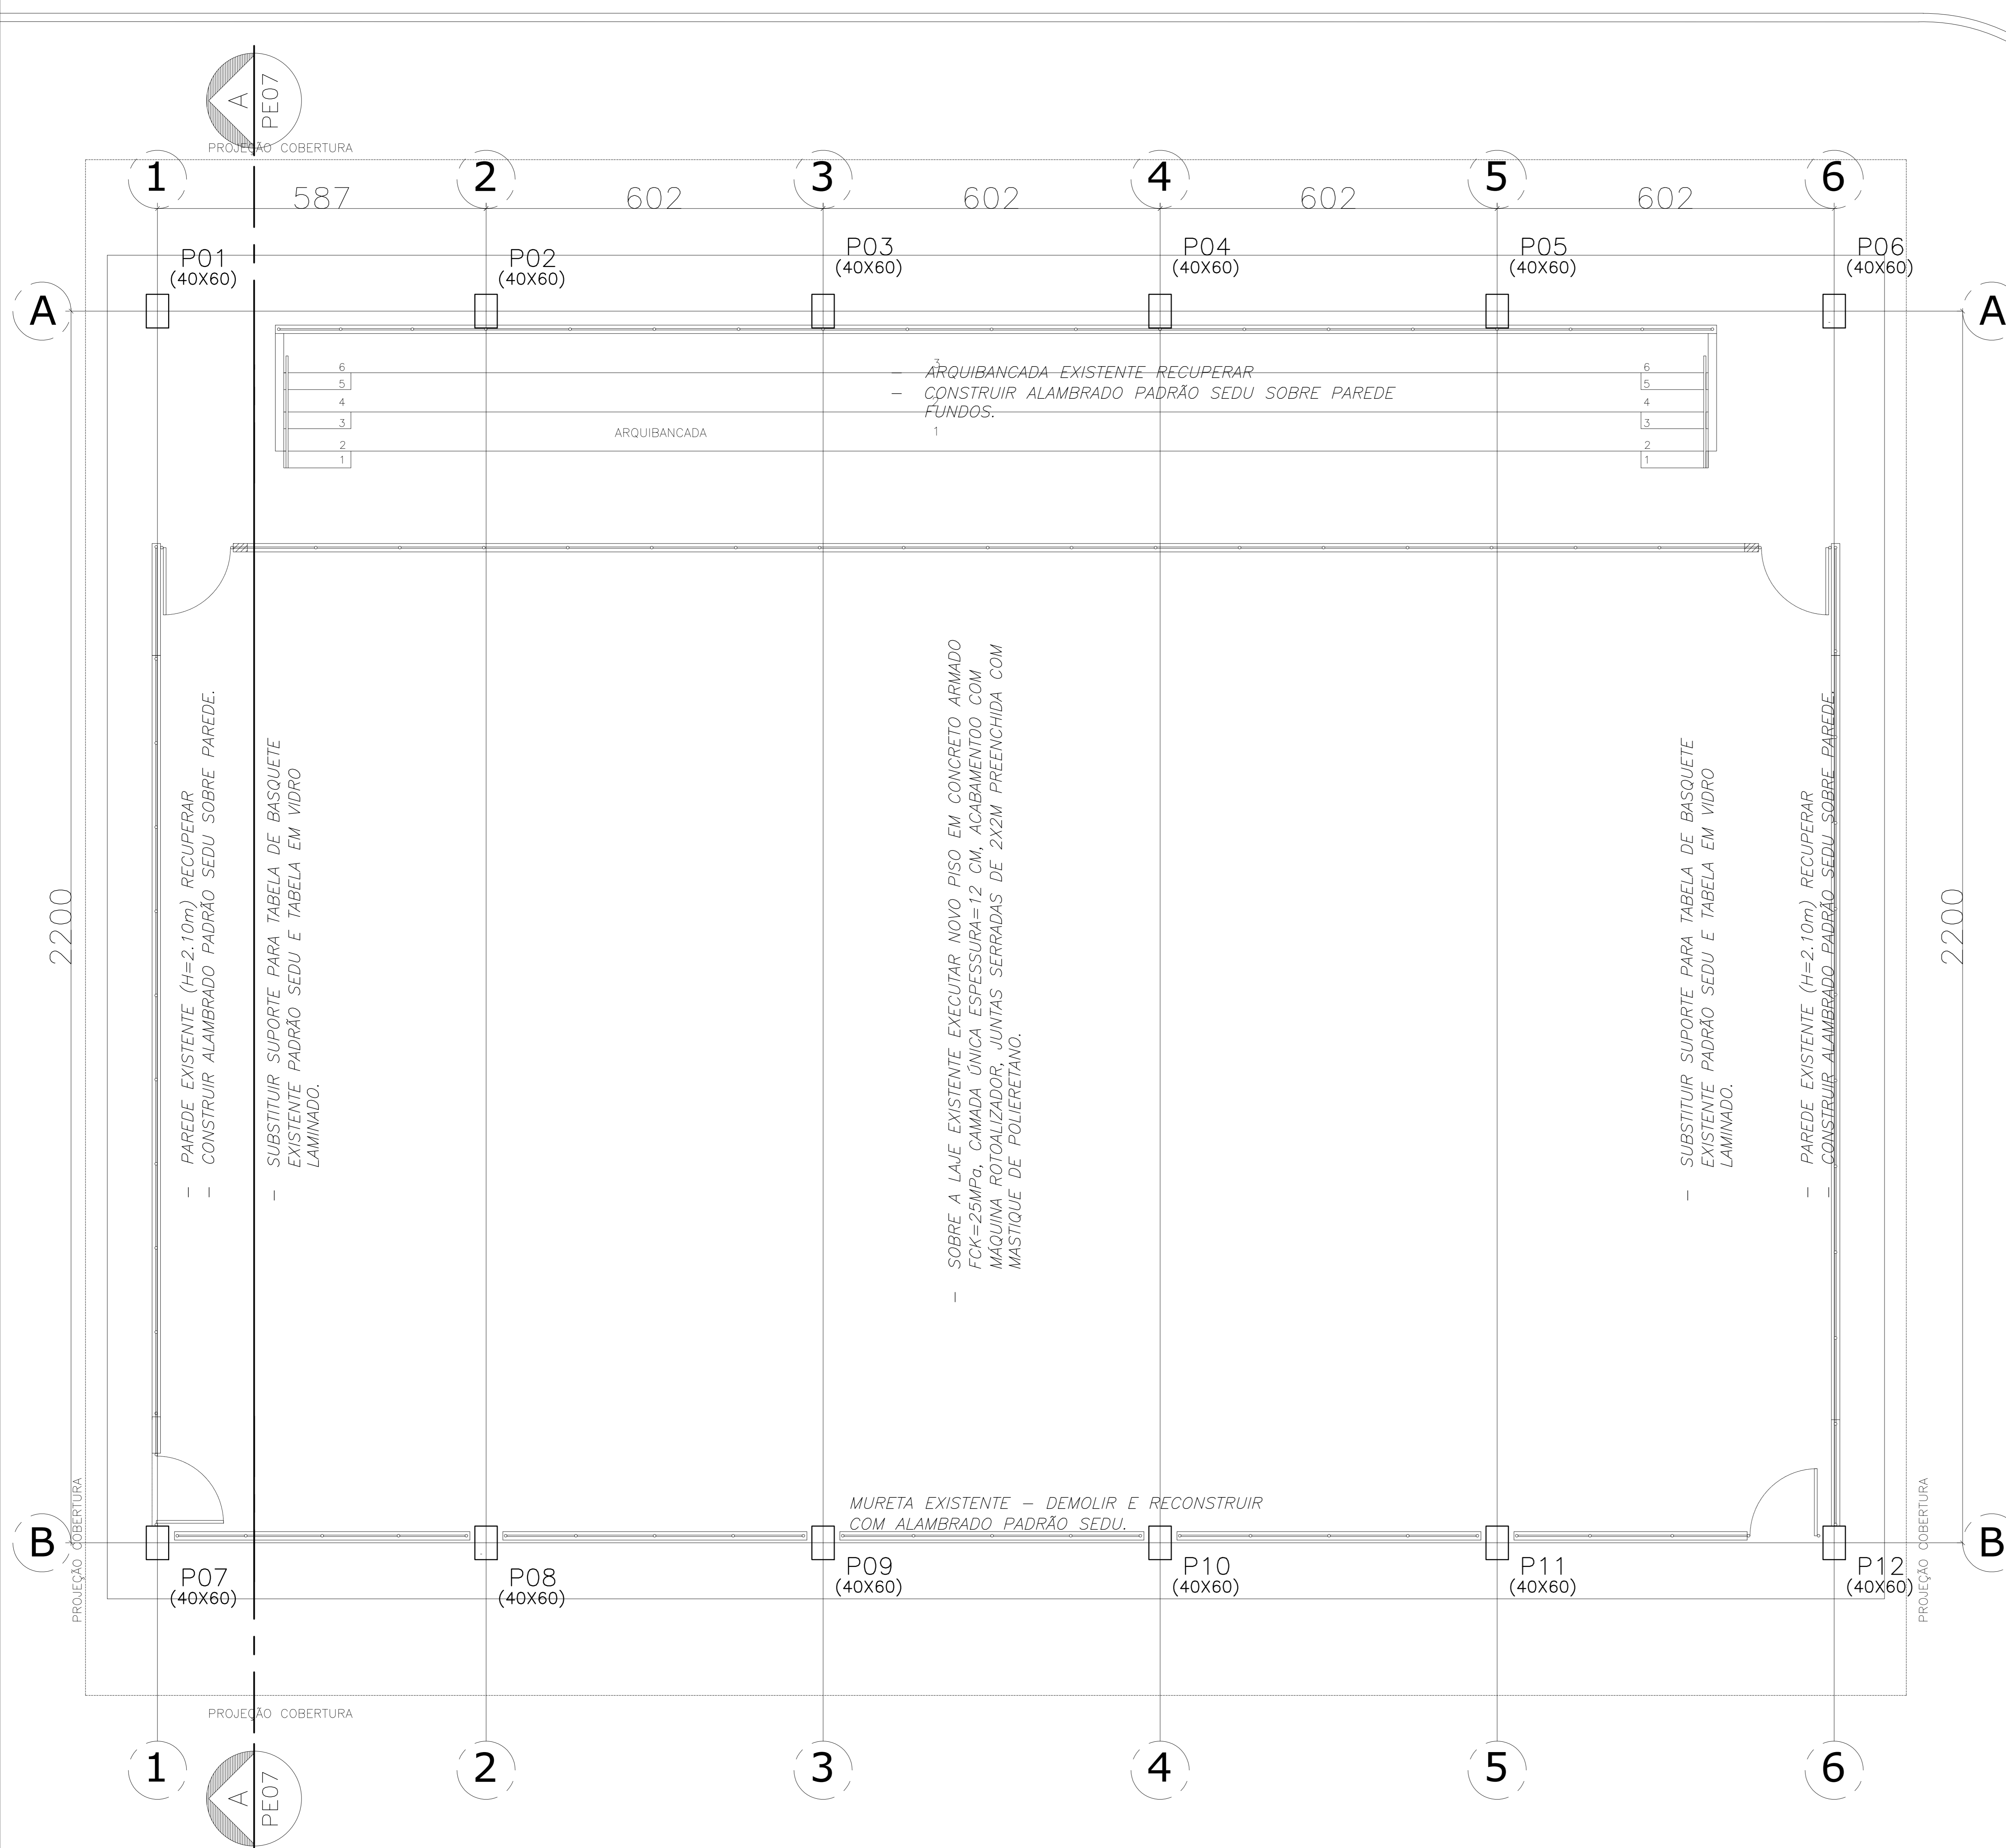 A
PE07
PROJEÇÃO COBERTURA
1
2
3
4
5
6
587
602
602
602
602
P01
(40X60)
P02
(40X60)
P03
(40X60)
P04
(40X60)
P05
(40X60)
P06
(40X60)
A
A
6
5
4
3
2
1
3
2
1
6
5
4
3
2
1
– ARQUIBANCADA EXISTENTE RECUPERAR
– CONSTRUIR ALAMBRADO PADRÃO SEDU SOBRE PAREDE
FUNDOS.
ARQUIBANCADA
2200
– PAREDE EXISTENTE (H=2.10m) RECUPERAR
– CONSTRUIR ALAMBRADO PADRÃO SEDU SOBRE PAREDE.
– SUBSTITUIR SUPORTE PARA TABELA DE BASQUETE
EXISTENTE PADRÃO SEDU E TABELA EM VIDRO
LAMINADO.
– SOBRE A LAJE EXISTENTE EXECUTAR NOVO PISO EM CONCRETO ARMADO
FCK=25MPa, CAMADA ÚNICA ESPESSURA=12 CM, ACABAMENTOO COM
MÁQUINA ROTOALIZADOR, JUNTAS SERRADAS DE 2X2M PREENCHIDA COM
MASTIQUE DE POLIERETANO.
– SUBSTITUIR SUPORTE PARA TABELA DE BASQUETE
EXISTENTE PADRÃO SEDU E TABELA EM VIDRO
LAMINADO.
– PAREDE EXISTENTE (H=2.10m) RECUPERAR
– CONSTRUIR ALAMBRADO PADRÃO SEDU SOBRE PAREDE.
2200
MURETA EXISTENTE – DEMOLIR E RECONSTRUIR
COM ALAMBRADO PADRÃO SEDU.
PROJEÇÃO COBERTURA
PROJEÇÃO COBERTURA
B
B
P07
(40X60)
P08
(40X60)
P09
(40X60)
P10
(40X60)
P11
(40X60)
P12
(40X60)
PROJEÇÃO COBERTURA
1
2
3
4
5
6
A
PE07